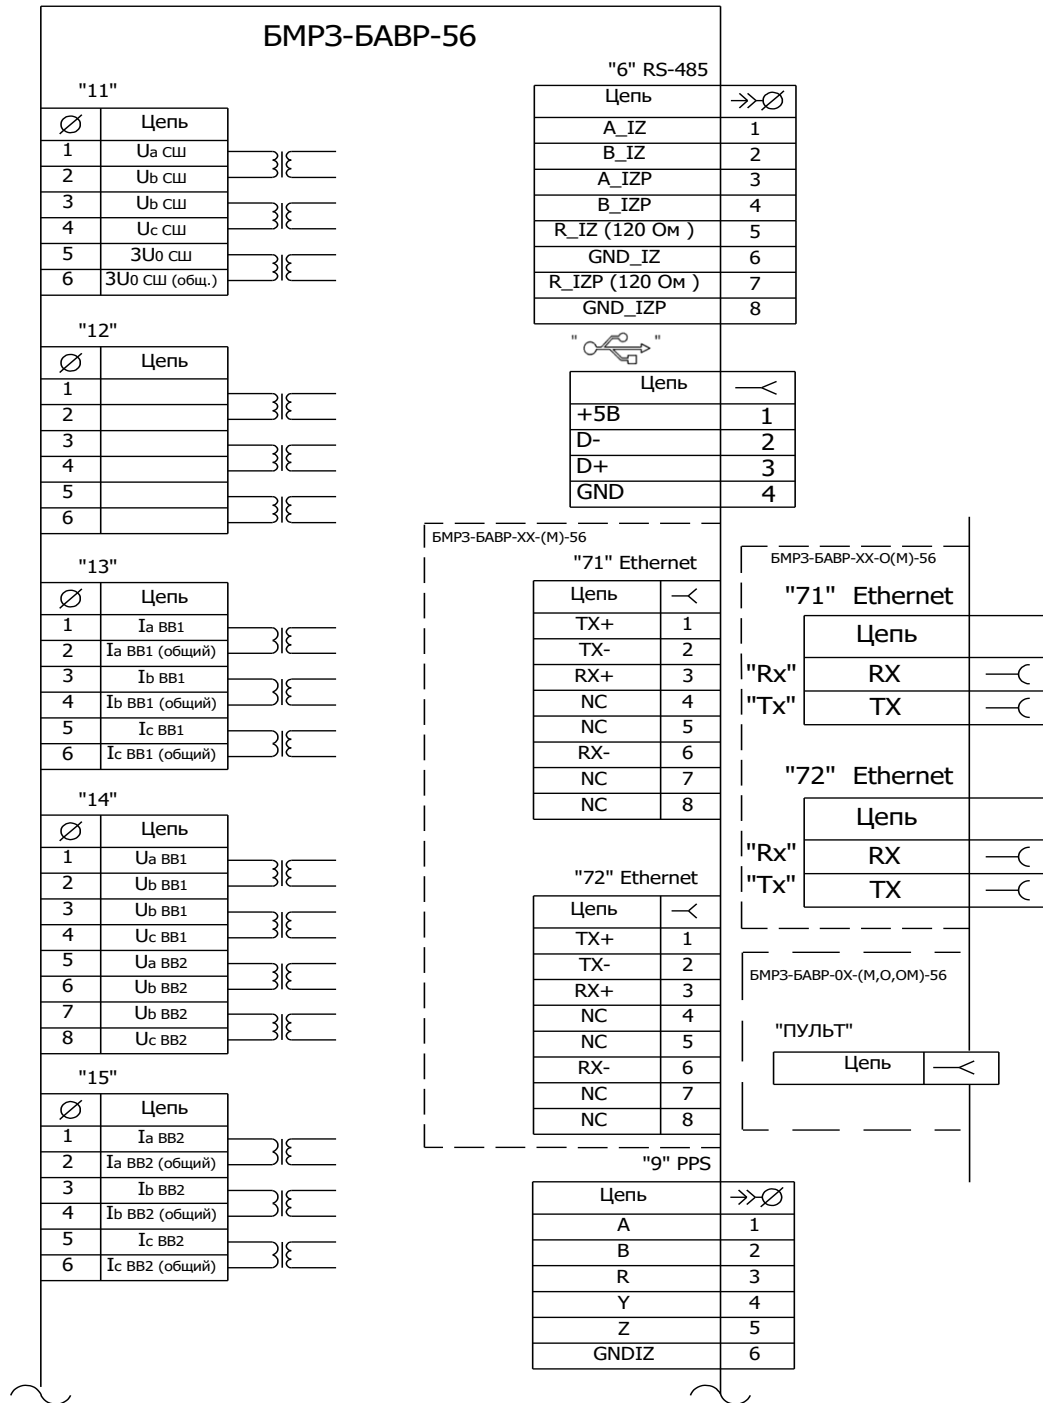 БМРЗ-БАВР-56
"11"
Цепь
1 Ua СШ
2 Ub СШ
3 Ub СШ
4 Uc СШ
5 3U0 СШ
6 3U0 СШ (общ.)
"12"
Цепь
1
2
3
4
5
6
"13"
Цепь
1 Ia ВВ1
2 Ia ВВ1 (общий)
3 Ib ВВ1
4 Ib ВВ1 (общий)
5 Ic ВВ1
6 Ic ВВ1 (общий)
"14"
Цепь
1 Ua ВВ1
2 Ub ВВ1
3 Ub ВВ1
4 Uc ВВ1
5 Ua ВВ2
6 Ub ВВ2
7 Ub ВВ2
8 Uc ВВ2
"15"
Цепь
1 Ia ВВ2
2 Ia ВВ2 (общий)
3 Ib ВВ2
4 Ib ВВ2 (общий)
5 Ic ВВ2
6 Ic ВВ2 (общий)
"6" RS-485
Цепь
A_IZ 1
B_IZ 2
A_IZP 3
B_IZP 4
R_IZ (120 Ом ) 5
GND_IZ 6
R_IZP (120 Ом ) 7
GND_IZP 8
" "
Цепь
+5В 1
D- 2
D+ 3
GND 4
БМРЗ-БАВР-ХХ-(М)-56
"71" Ethernet
Цепь
TX+ 1
TX- 2
RX+ 3
NC 4
NC 5
RX- 6
NC 7
NC 8
"72" Ethernet
Цепь
TX+ 1
TX- 2
RX+ 3
NC 4
NC 5
RX- 6
NC 7
NC 8
"9" PPS
Цепь
A 1
B 2
R 3
Y 4
Z 5
GNDIZ 6
БМРЗ-БАВР-ХХ-О(М)-56
"71" Ethernet
Цепь
"Rx" RX
"Tx" TX
"72" Ethernet
Цепь
"Rx" RX
"Tx" TX
БМРЗ-БАВР-0Х-(М,О,ОМ)-56
"ПУЛЬТ"
Цепь